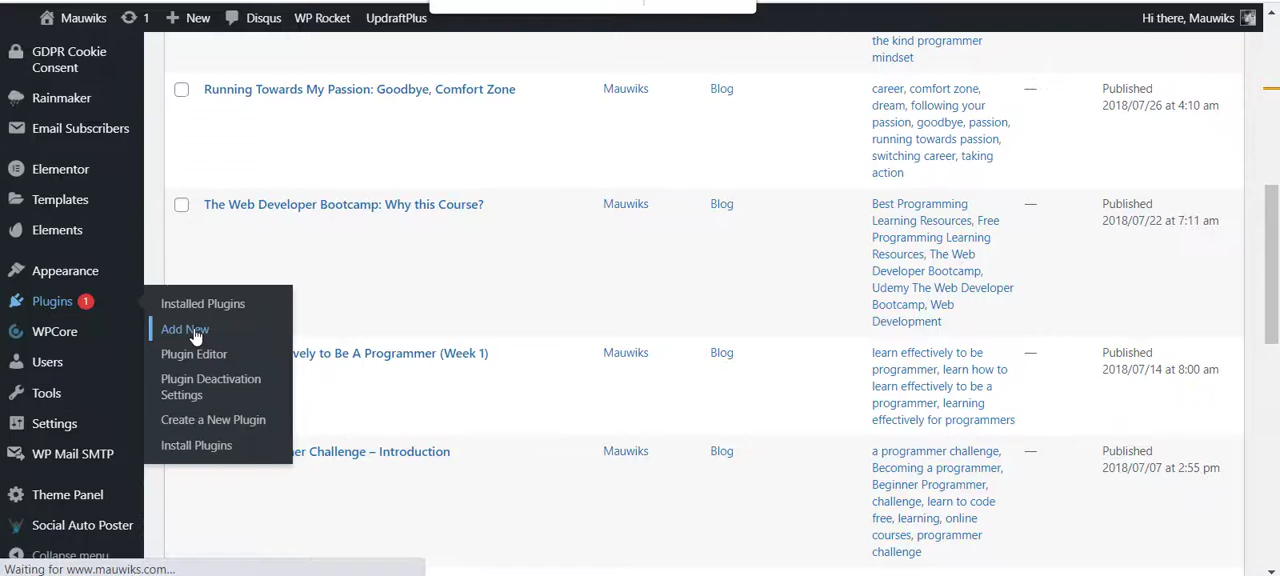 Mauwiks
1
New
Disqus
WP Rocket
UpdraftPlus
Hi there, Mauwiks
GDPR Cookie
Consent
Rainmaker
Email Subscribers
Elementor
Templates
Elements
Appearance
Plugins 1
WPCore
Users
Tools
Settings
WP Mail SMTP
Theme Panel
Social Auto Poster
Collapse menu
Installed Plugins
Add New
Plugin Editor
Plugin Deactivation
Settings
Create a New Plugin
Install Plugins
the kind programmer
mindset
Running Towards My Passion: Goodbye, Comfort Zone
Mauwiks
Blog
career, comfort zone,
dream, following your
passion, goodbye, passion,
running towards passion,
switching career, taking
action
—
Published
2018/07/26 at 4:10 am
The Web Developer Bootcamp: Why this Course?
Mauwiks
Blog
Best Programming
Learning Resources, Free
Programming Learning
Resources, The Web
Developer Bootcamp,
Udemy The Web Developer
Bootcamp, Web
Development
—
Published
2018/07/22 at 7:11 am
vely to Be A Programmer (Week 1)
Mauwiks
Blog
learn effectively to be
programmer, learn how to
learn effectively to be a
programmer, learning
effectively for programmers
—
Published
2018/07/14 at 8:00 am
er Challenge – Introduction
Mauwiks
Blog
a programmer challenge,
Becoming a programmer,
Beginner Programmer,
challenge, learn to code
free, learning, online
courses, programmer
challenge
—
Published
2018/07/07 at 2:55 pm
Waiting for www.mauwiks.com...